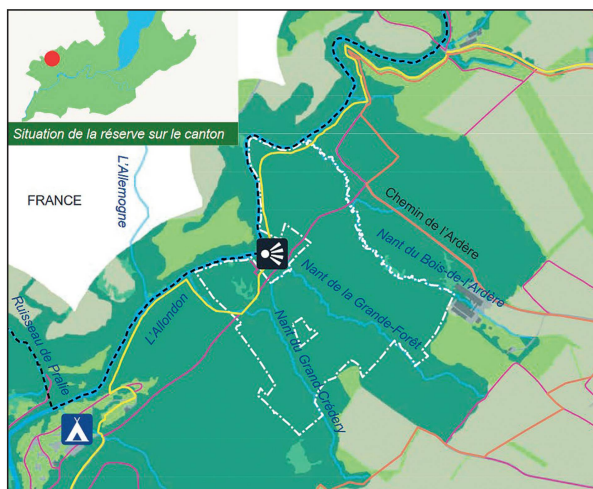 Situation de la réserve sur le canton
FRANCE
L'Allemogne
Chemin de l'Ardère
Nant du Bois-de-l'Ardère
Nant de la Grande-Forêt
L'Allondon
Ruisseau de Pralie
Nant du Grand-Crédery